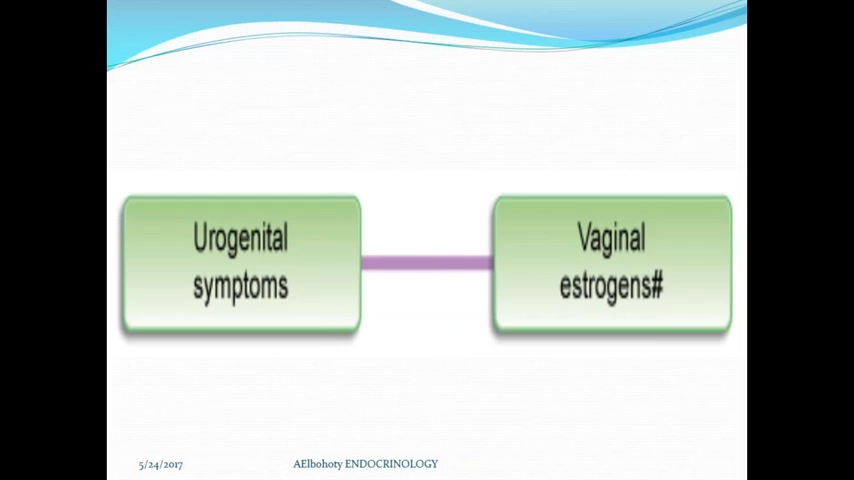 Urogenital
symptoms
Vaginal
estrogens#
5/24/2017
AElbohoty ENDOCRINOLOGY